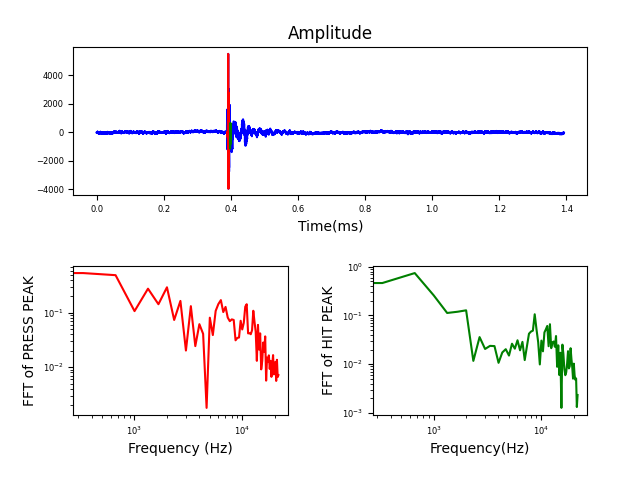 Amplitude
4000
2000
0
−2000
−4000
0.0 0.2 0.4 0.6 0.8 1.0 1.2 1.4
Time(ms)
FFT of PRESS PEAK
10⁻¹
10⁻²
10³ 10⁴
Frequency (Hz)
FFT of HIT PEAK
10⁰
10⁻¹
10⁻²
10⁻³
10³ 10⁴
Frequency(Hz)